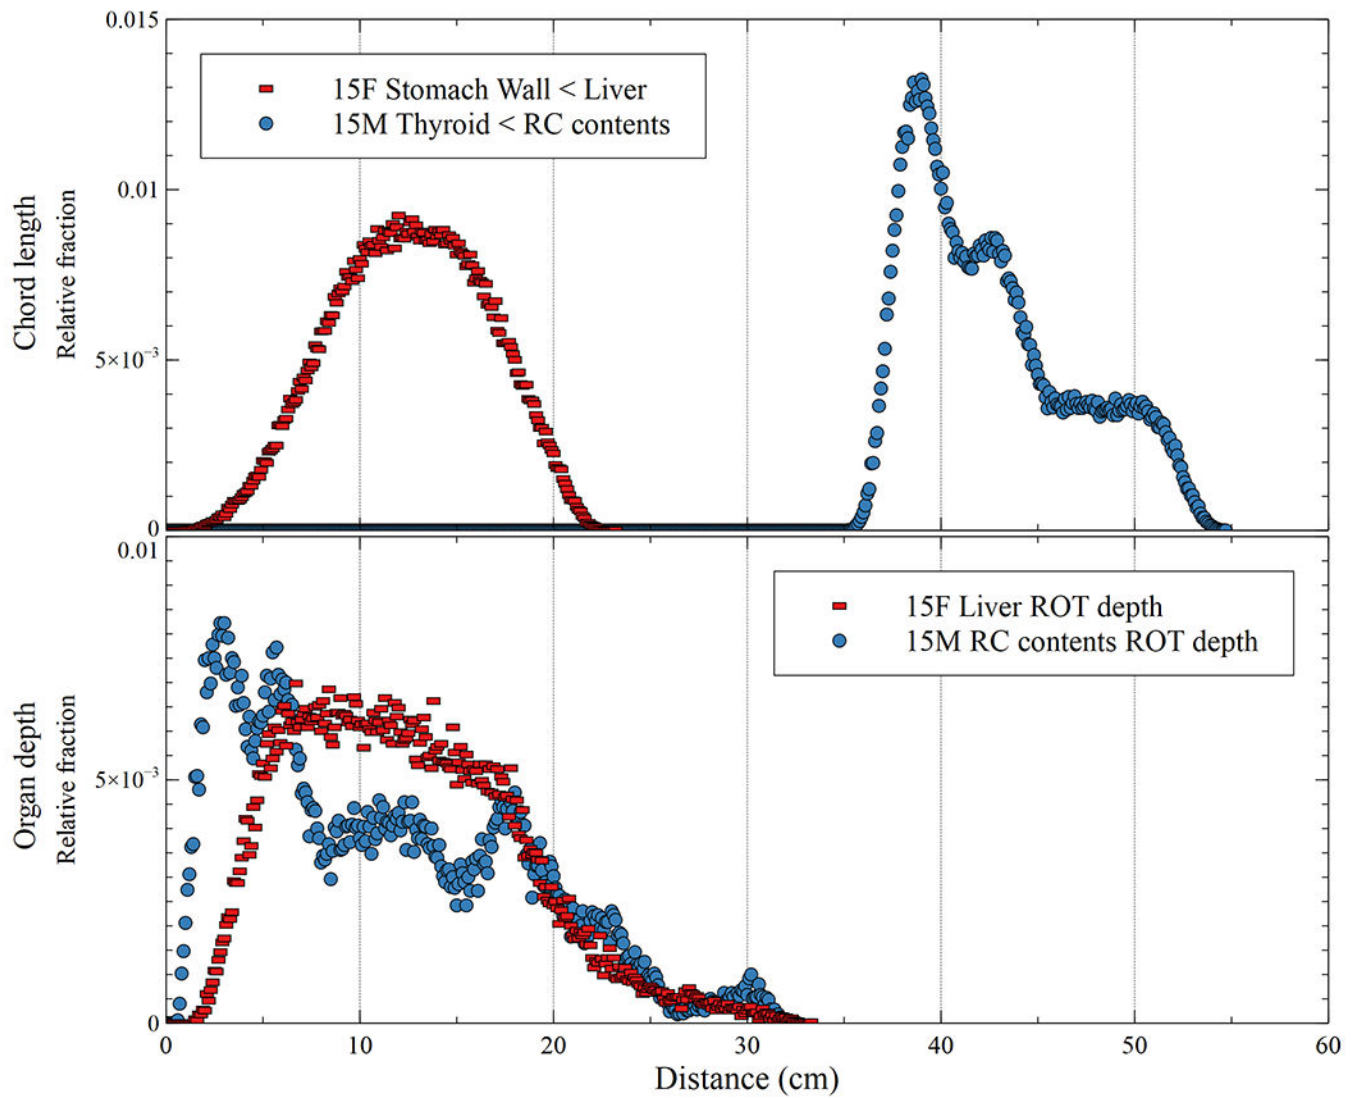 0.015
15F Stomach Wall < Liver
15M Thyroid < RC contents
0.01
Chord length
Relative fraction
5×10⁻³
0
0.01
15F Liver ROT depth
15M RC contents ROT depth
Organ depth
Relative fraction
5×10⁻³
0
0 10 20 30 40 50 60
Distance (cm)